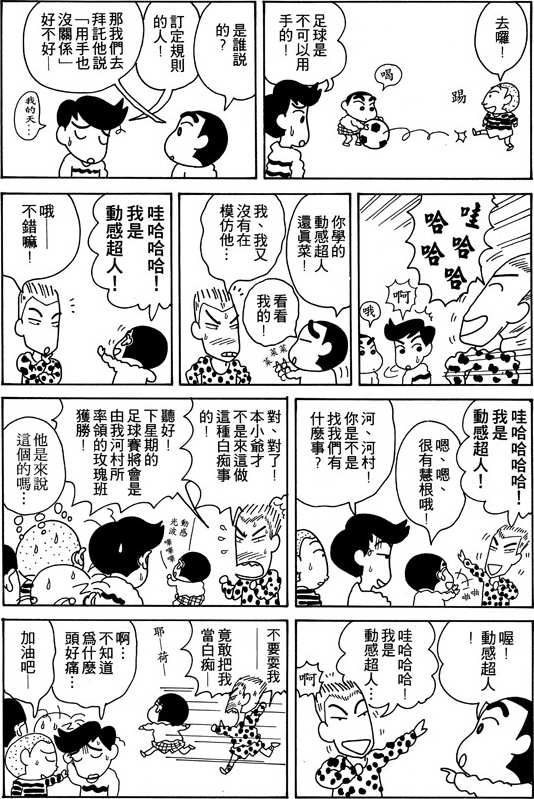 去囉!
踢
喝
足球是
不可以用
手的!
是誰說
的?
訂定規則
的人!
那我們去
拜託他說
「用手也
沒關係」
好不好—
我的天…
哇
哈哈
哈哈
啊
哦
你學的
動感超人
還真菜!
看看
我的!
菜菜菜
我、我又
沒有在
模仿他…
哇哈哈哈!
我是
動感超人!
哦——
不錯嘛!
哇哈哈哈哈!
我是
動感超人!
嗯、嗯、
很有慧根哦!
啪啪
河、河村!
你是不是
找我們有
什麼事?
對、對了!
本小爺才
不是來這做
這種白痴事
的!
聽好!
下星期的
足球賽將會是
由我河村所
率領的玫瑰班
獲勝!
動感
光波
嗶嗶嗶
他是來說
這個的嗎…
喔!
動感超人
!
哇哈哈哈!
我是
動感超人…
啊
不要耍我
——
竟敢把我
當白痴—
耶荷—
啊…
不知道
為什麼
頭好痛…
加油吧—